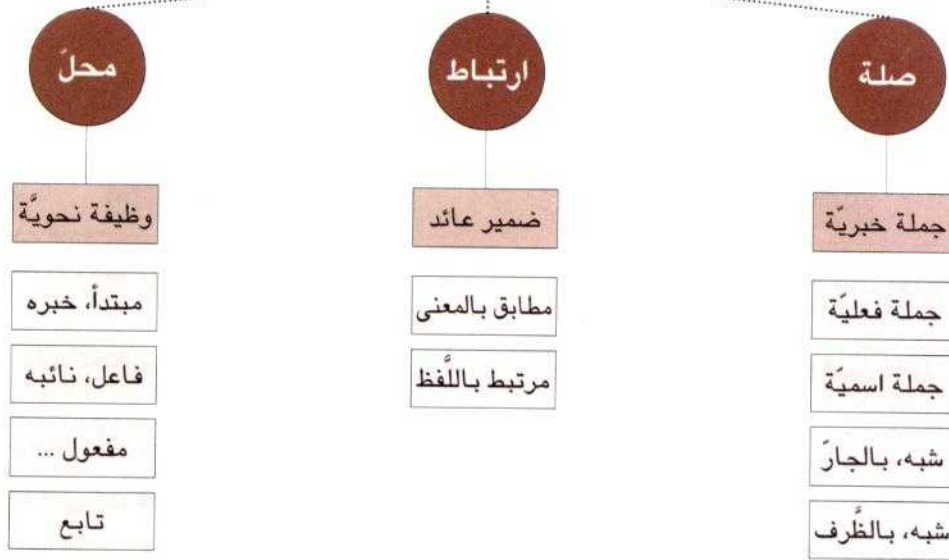 صلة
جملة خبريّة
جملة فعليّة
جملة اسميّة
شبه، بالجارّ
شبه، بالظَّرف
ارتباط
ضمير عائد
مطابق بالمعنى
مرتبط باللَّفظ
محلّ
وظيفة نحويَّة
مبتدأ، خبره
فاعل، نائبه
مفعول ...
تابع